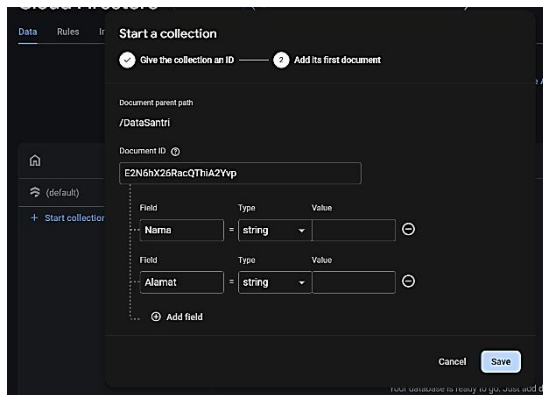 Cloud Firestore
Data Rules
Start a collection
Give the collection an ID
2 Add its first document
Document parent path
/DataSantri
Document ID
E2N6hX26RacQThiA2Yvp
Field Type Value
Nama = string
Field Type Value
Alamat = string
Add field
(default)
+ Start collection
Cancel Save
Your database is ready to go. Just add d